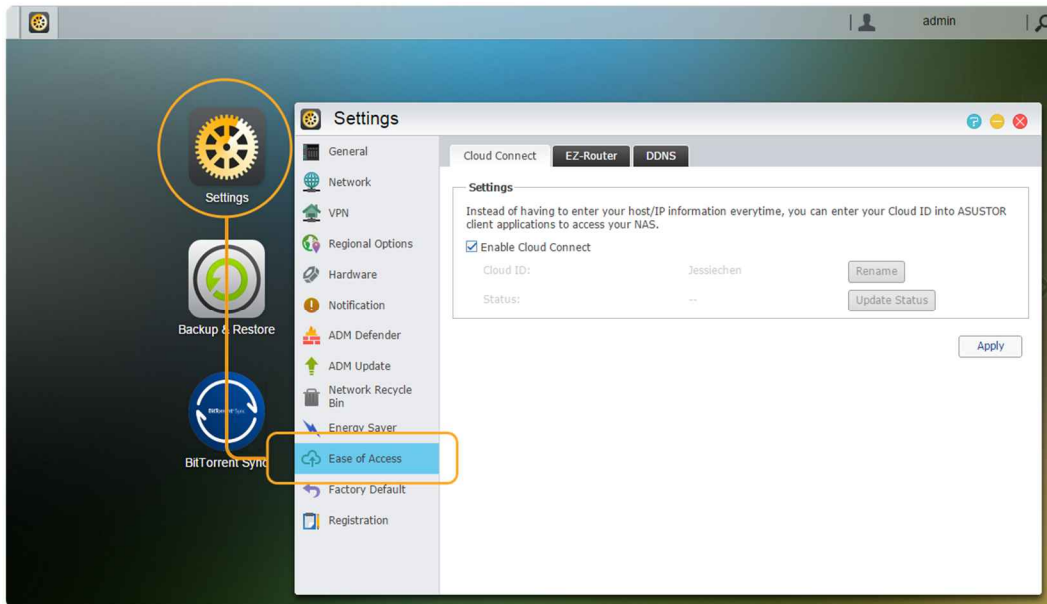 admin
Settings
Backup & Restore
BitTorrent Sync
BitTorrent Sync
Settings
General
Network
VPN
Regional Options
Hardware
Notification
ADM Defender
ADM Update
Network Recycle
Bin
Energy Saver
Ease of Access
Factory Default
Registration
Cloud Connect EZ-Router DDNS
Settings
Instead of having to enter your host/IP information everytime, you can enter your Cloud ID into ASUSTOR
client applications to access your NAS.
Enable Cloud Connect
Cloud ID: Jessiechen Rename
Status: -- Update Status
Apply